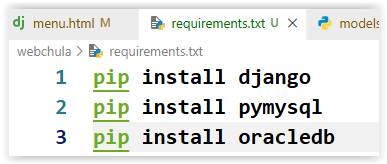 dj menu.html M requirements.txt U models
webchula > requirements.txt
1 pip install django
2 pip install pymysql
3 pip install oracledb